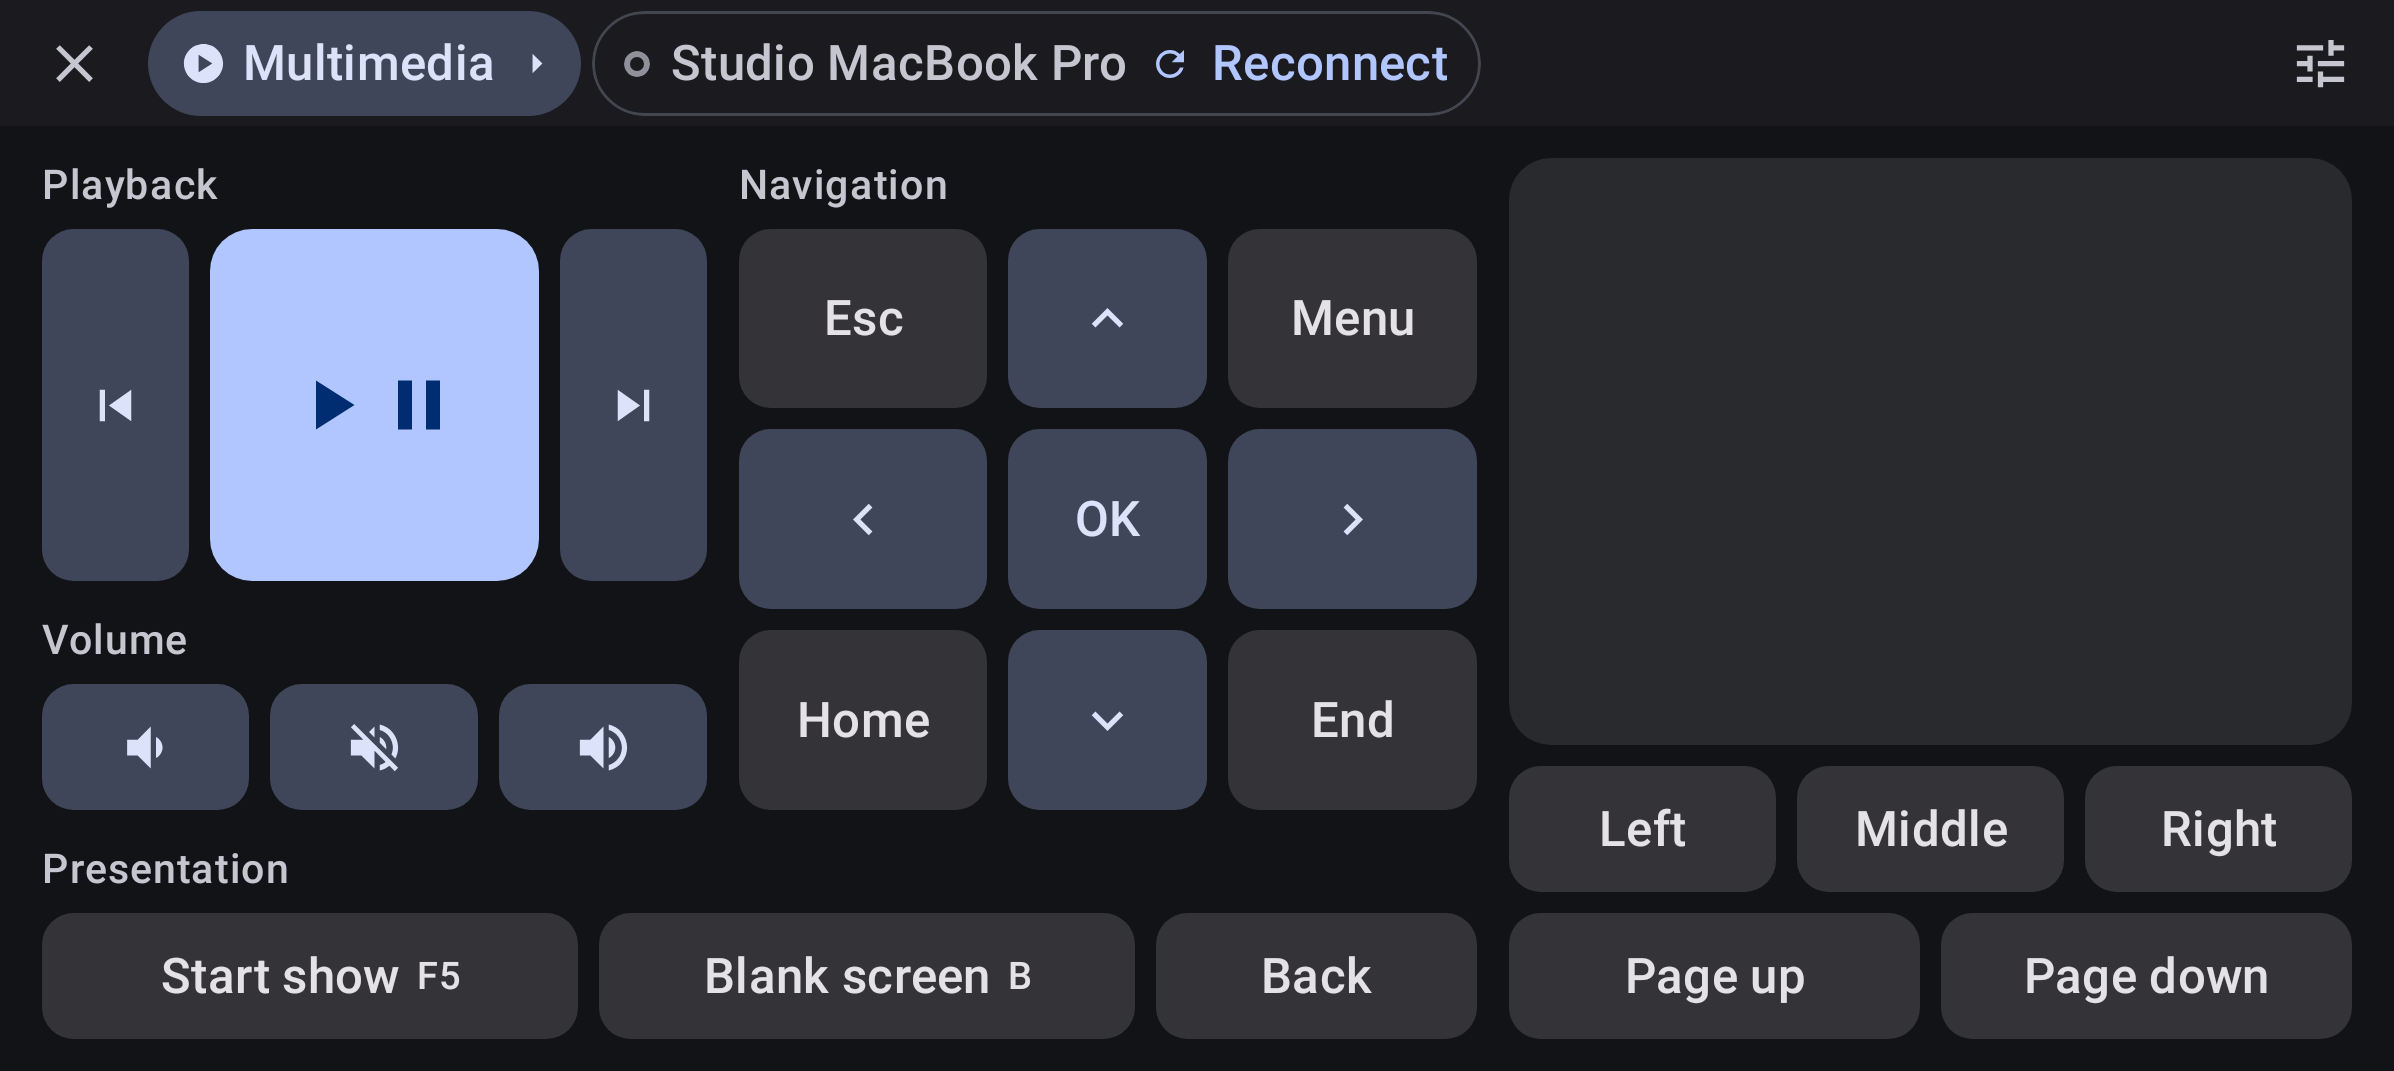 Multimedia
Studio MacBook Pro Reconnect
Playback
Navigation
Esc
Menu
OK
Home
End
Volume
Left
Middle
Right
Presentation
Start show F5
Blank screen B
Back
Page up
Page down